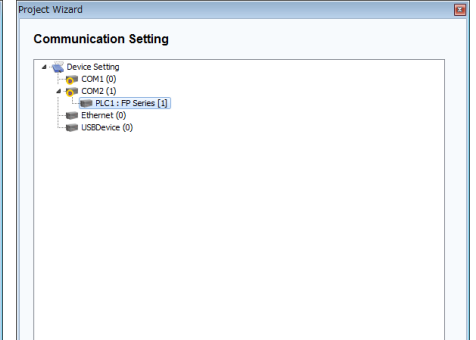 Project Wizard
Communication Setting
Device Setting
COM1 (0)
COM2 (1)
PLC1 : FP Series [1]
Ethernet (0)
USBDevice (0)